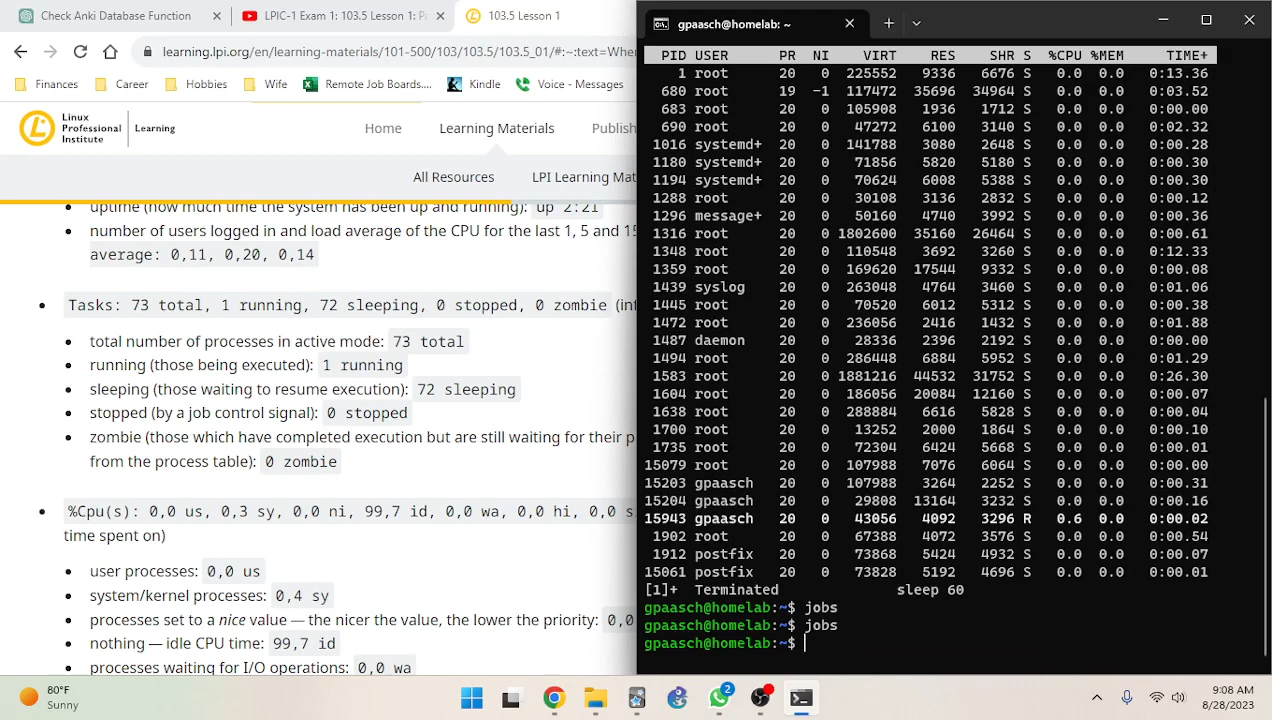 Check Anki Database Function
LPIC-1 Exam 1: 103.5 Lesson 1: P
103.5 Lesson 1
learning.lpi.org/en/learning-materials/101-500/103/103.5/103.5_01/#:~:text=Wher
Finances
Career
Hobbies
Wife
Remote Job Boards....
Kindle
Voice - Messages
Linux
Professional
Institute
Learning
Home
Learning Materials
Publish
All Resources
LPI Learning Mat
uptime (how much time the system has been up and running): up 2:21
number of users logged in and load average of the CPU for the last 1, 5 and 15
average: 0,11, 0,20, 0,14
Tasks: 73 total, 1 running, 72 sleeping, 0 stopped, 0 zombie (in
total number of processes in active mode: 73 total
running (those being executed): 1 running
sleeping (those waiting to resume execution): 72 sleeping
stopped (by a job control signal): 0 stopped
zombie (those which have completed execution but are still waiting for their p
from the process table): 0 zombie
%Cpu(s): 0,0 us, 0,3 sy, 0,0 ni, 99,7 id, 0,0 wa, 0,0 hi, 0,0 s
time spent on)
user processes: 0,0 us
system/kernel processes: 0,4 sy
processes set to a nice value — the nicer the value, the lower the priority: 0,0
nothing — idle CPU time: 99,7 id
processes waiting for I/O operations: 0,0 wa
gpaasch@homelab: ~
PID USER PR NI VIRT RES SHR S %CPU %MEM TIME+
1 root 20 0 225552 9336 6676 S 0.0 0.0 0:13.36
680 root 19 -1 117472 35696 34964 S 0.0 0.0 0:03.52
683 root 20 0 105908 1936 1712 S 0.0 0.0 0:00.00
690 root 20 0 47272 6100 3140 S 0.0 0.0 0:02.32
1016 systemd+ 20 0 141788 3080 2648 S 0.0 0.0 0:00.28
1180 systemd+ 20 0 71856 5820 5180 S 0.0 0.0 0:00.30
1194 systemd+ 20 0 70624 6008 5388 S 0.0 0.0 0:00.30
1288 root 20 0 30108 3136 2832 S 0.0 0.0 0:00.12
1296 message+ 20 0 50160 4740 3992 S 0.0 0.0 0:00.36
1316 root 20 0 1802600 35160 26464 S 0.0 0.0 0:00.61
1348 root 20 0 110548 3692 3260 S 0.0 0.0 0:12.33
1359 root 20 0 169620 17544 9332 S 0.0 0.0 0:00.08
1439 syslog 20 0 263048 4764 3460 S 0.0 0.0 0:01.06
1445 root 20 0 70520 6012 5312 S 0.0 0.0 0:00.38
1472 root 20 0 236056 2416 1432 S 0.0 0.0 0:01.88
1487 daemon 20 0 28336 2396 2192 S 0.0 0.0 0:00.00
1494 root 20 0 286448 6884 5952 S 0.0 0.0 0:01.29
1583 root 20 0 1881216 44532 31752 S 0.0 0.0 0:26.30
1604 root 20 0 186056 20084 12160 S 0.0 0.0 0:00.07
1638 root 20 0 288884 6616 5828 S 0.0 0.0 0:00.04
1700 root 20 0 13252 2000 1864 S 0.0 0.0 0:00.10
1735 root 20 0 72304 6424 5668 S 0.0 0.0 0:00.01
15079 root 20 0 107988 7076 6064 S 0.0 0.0 0:00.00
15203 gpaasch 20 0 107988 3264 2252 S 0.0 0.0 0:00.31
15204 gpaasch 20 0 29808 13164 3232 S 0.0 0.0 0:00.16
15943 gpaasch 20 0 43056 4092 3296 R 0.6 0.0 0:00.02
1902 root 20 0 67388 4072 3576 S 0.0 0.0 0:00.54
1912 postfix 20 0 73868 5424 4932 S 0.0 0.0 0:00.07
15061 postfix 20 0 73828 5192 4696 S 0.0 0.0 0:00.01
[1]+ Terminated sleep 60
gpaasch@homelab:~$ jobs
gpaasch@homelab:~$ jobs
gpaasch@homelab:~$
80°F
Sunny
2
9:08 AM
8/28/2023